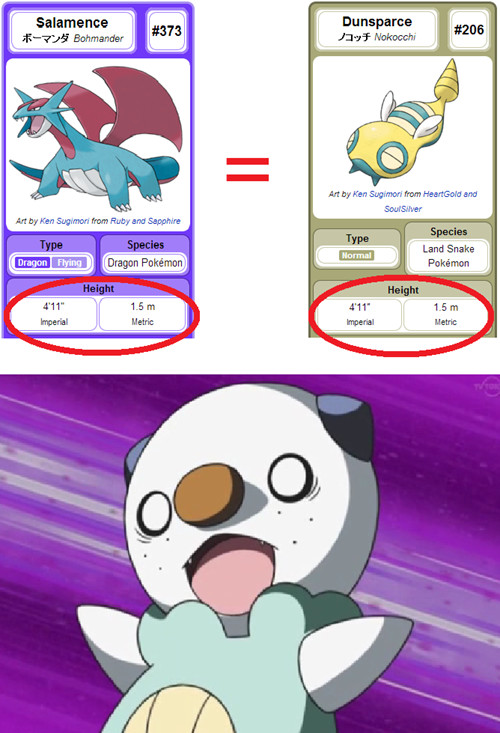 Salamence
ボーマンダ Bohmander
#373
Art by Ken Sugimori from Ruby and Sapphire
Type
Dragon Flying
Species
Dragon Pokémon
Height
4'11"
Imperial
1.5 m
Metric
=
Dunsparce
ノコッチ Nokocchi
#206
Art by Ken Sugimori from HeartGold and
SoulSilver
Type
Normal
Species
Land Snake
Pokémon
Height
4'11"
Imperial
1.5 m
Metric